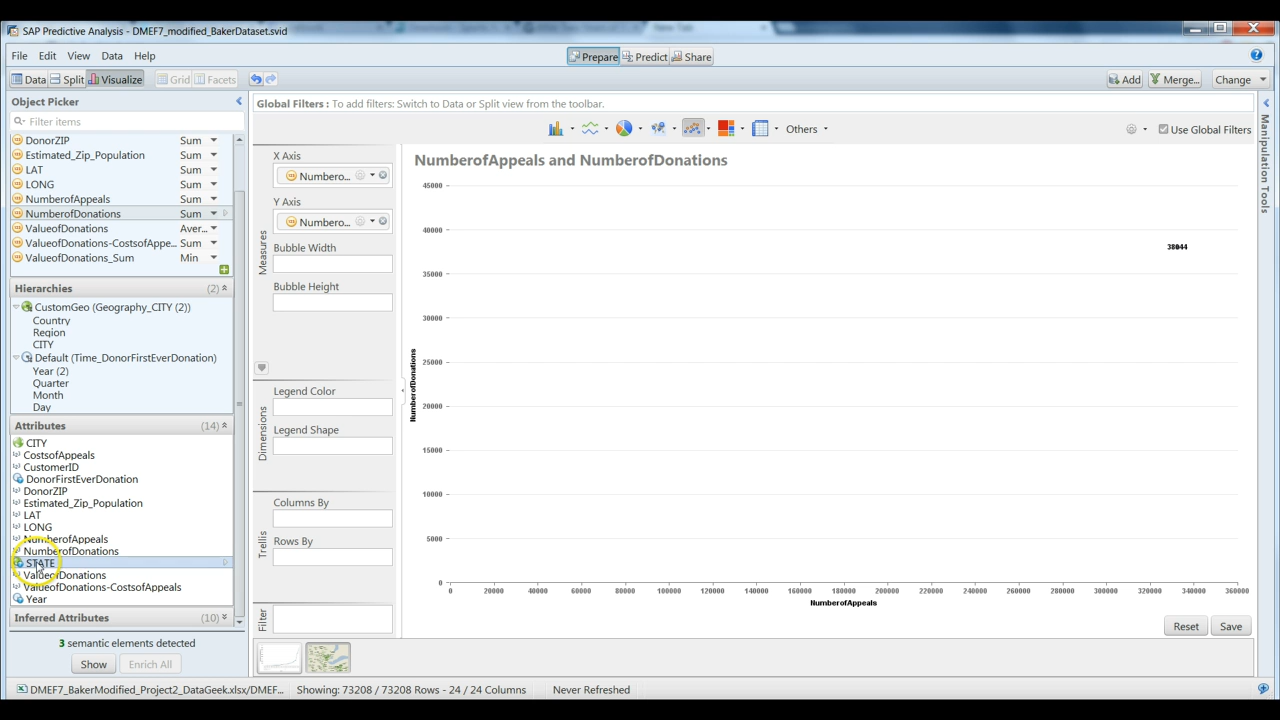 SAP Predictive Analysis - DMEF7_modified_BakerDataset.svid
File Edit View Data Help
Prepare Predict Share
Data Split Visualize Grid Facets
Add Merge... Change
Object Picker
Global Filters : To add filters: Switch to Data or Split view from the toolbar.
Filter items
Others
Use Global Filters
DonorZIP Sum
Estimated_Zip_Population Sum
LAT Sum
LONG Sum
NumberofAppeals Sum
NumberofDonations Sum
ValueofDonations Aver...
ValueofDonations-CostsofAppe... Sum
ValueofDonations_Sum Min
Hierarchies (2)
CustomGeo (Geography_CITY (2))
Country
Region
CITY
Default (Time_DonorFirstEverDonation)
Year (2)
Quarter
Month
Day
Attributes (14)
CITY
CostsofAppeals
CustomerID
DonorFirstEverDonation
DonorZIP
Estimated_Zip_Population
LAT
LONG
NumberofAppeals
NumberofDonations
STATE
ValueofDonations
ValueofDonations-CostsofAppeals
Year
Inferred Attributes (10)
3 semantic elements detected
Show Enrich All
Measures
X Axis
Numbero...
Y Axis
Numbero...
Bubble Width
Bubble Height
Dimensions
Legend Color
Legend Shape
Trellis
Columns By
Rows By
Filter
NumberofAppeals and NumberofDonations
45000
40000
35000
30000
25000
20000
15000
10000
5000
0
NumberofDonations
38044
0 20000 40000 60000 80000 100000 120000 140000 160000 180000 200000 220000 240000 260000 280000 300000 320000 340000 360000
NumberofAppeals
Manipulation Tools
Reset Save
DMEF7_BakerModified_Project2_DataGeek.xlsx/DMEF... Showing: 73208 / 73208 Rows - 24 / 24 Columns Never Refreshed